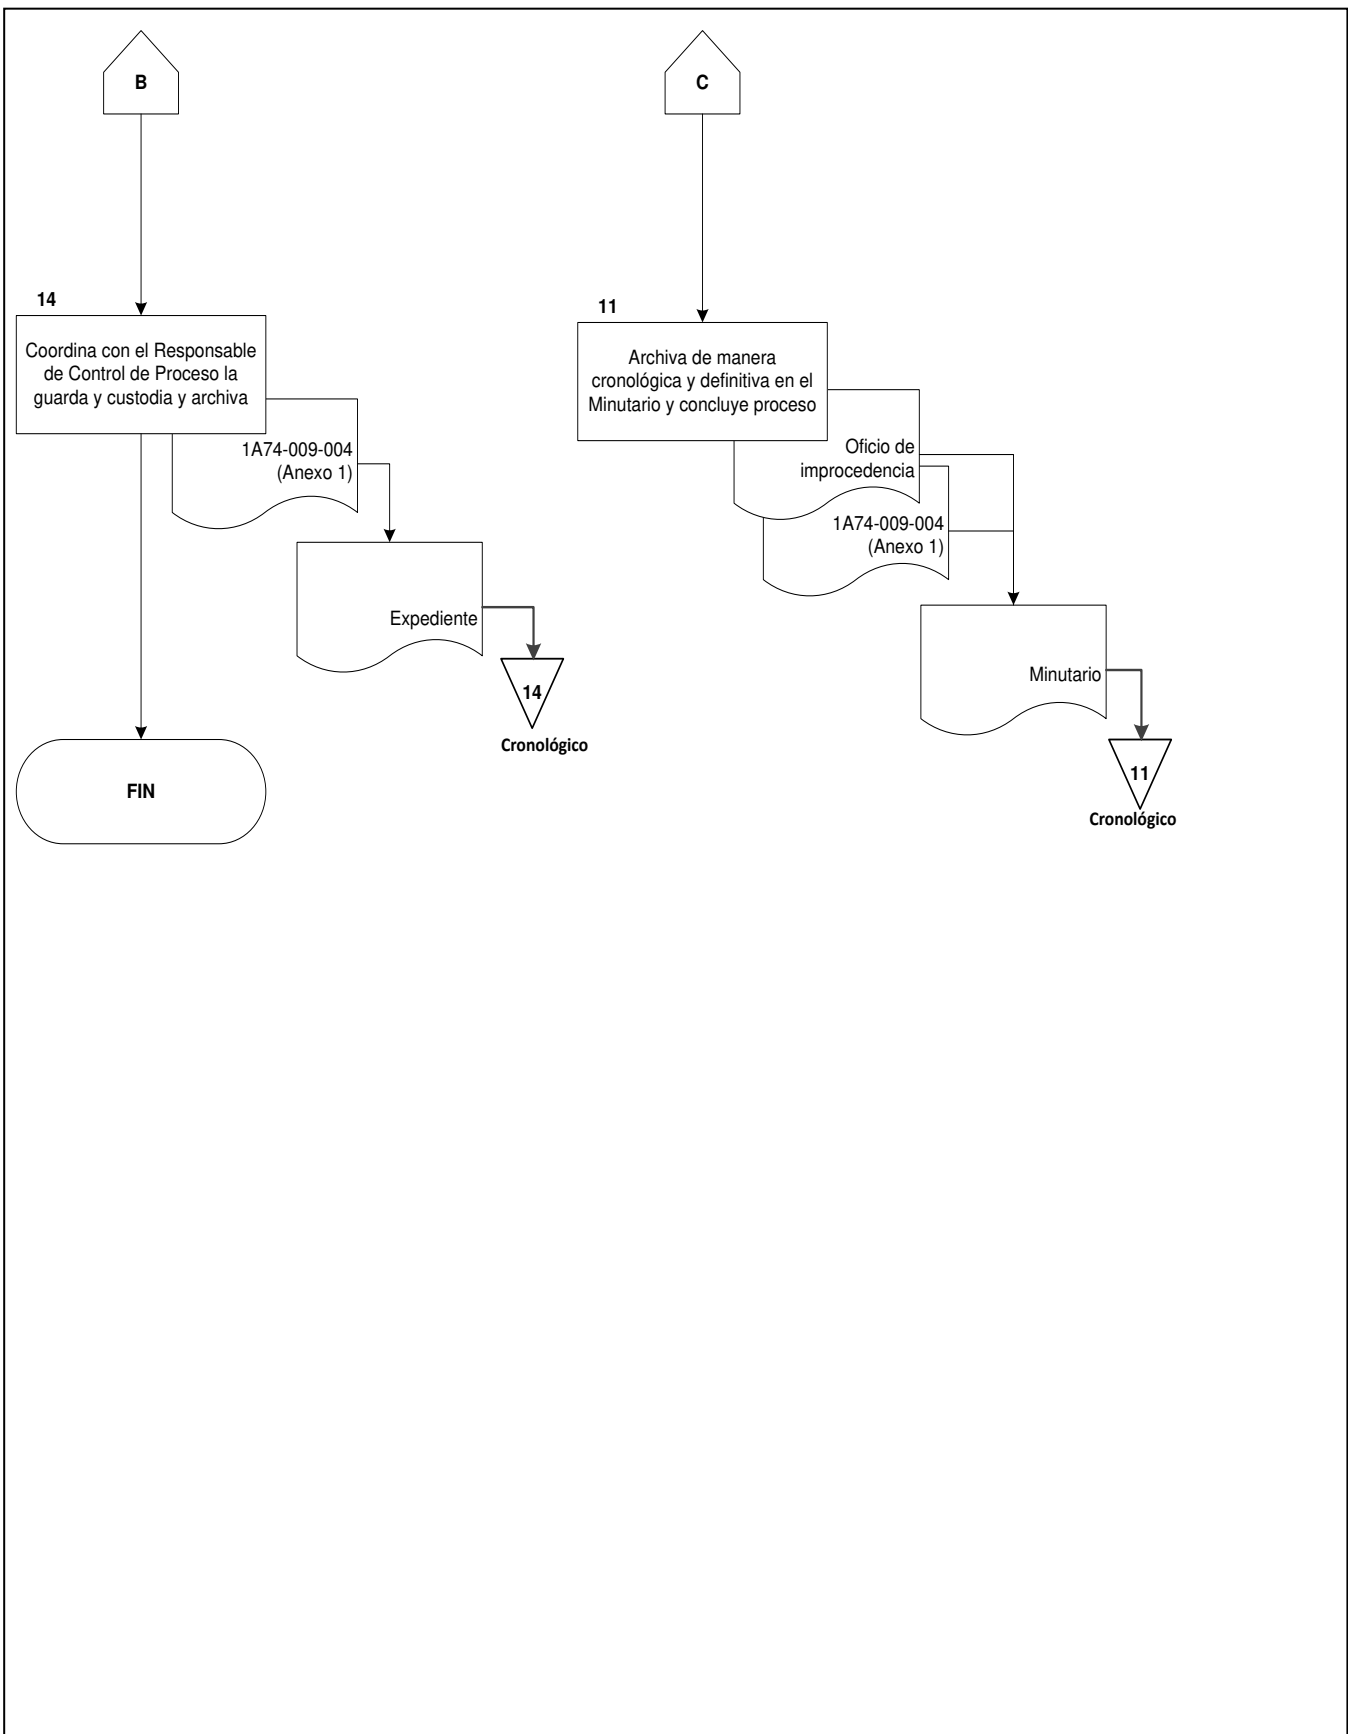 B
14
Coordina con el Responsable
de Control de Proceso la
guarda y custodia y archiva
1A74-009-004
(Anexo 1)
Expediente
14
Cronológico
FIN
C
11
Archiva de manera
cronológica y definitiva en el
Minutario y concluye proceso
Oficio de
improcedencia
1A74-009-004
(Anexo 1)
Minutario
11
Cronológico